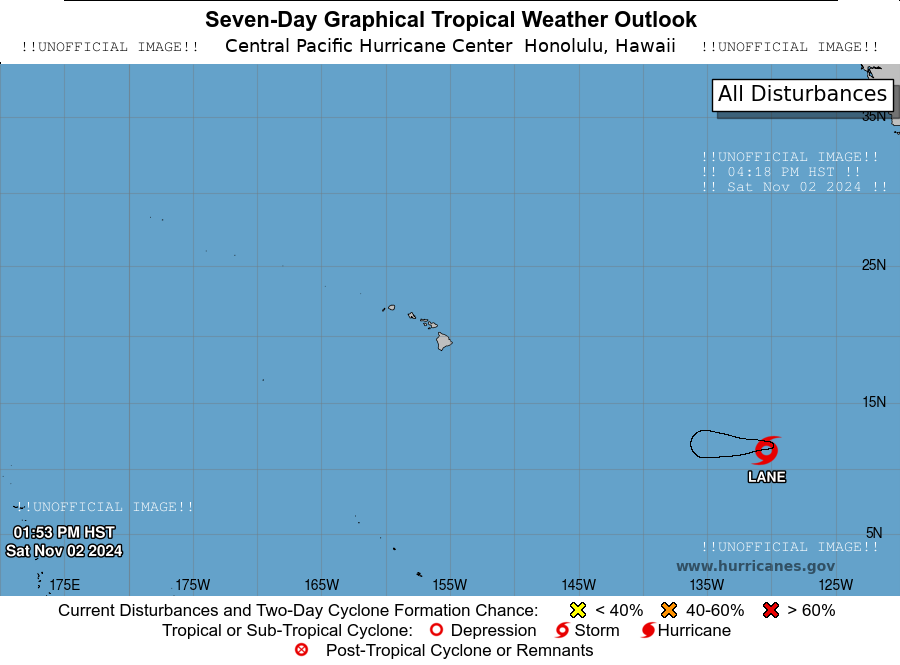 Seven-Day Graphical Tropical Weather Outlook
!!UNOFFICIAL IMAGE!! Central Pacific Hurricane Center Honolulu, Hawaii !!UNOFFICIAL IMAGE!!
All Disturbances
35N
!!UNOFFICIAL IMAGE!!
!! 04:18 PM HST !!
!! Sat Nov 02 2024 !!
25N
15N
LANE
!!UNOFFICIAL IMAGE!!
01:53 PM HST
Sat Nov 02 2024
5N
!!UNOFFICIAL IMAGE!!
www.hurricanes.gov
175E 175W 165W 155W 145W 135W 125W
Current Disturbances and Two-Day Cyclone Formation Chance: < 40% 40-60% > 60%
Tropical or Sub-Tropical Cyclone: Depression Storm Hurricane
Post-Tropical Cyclone or Remnants